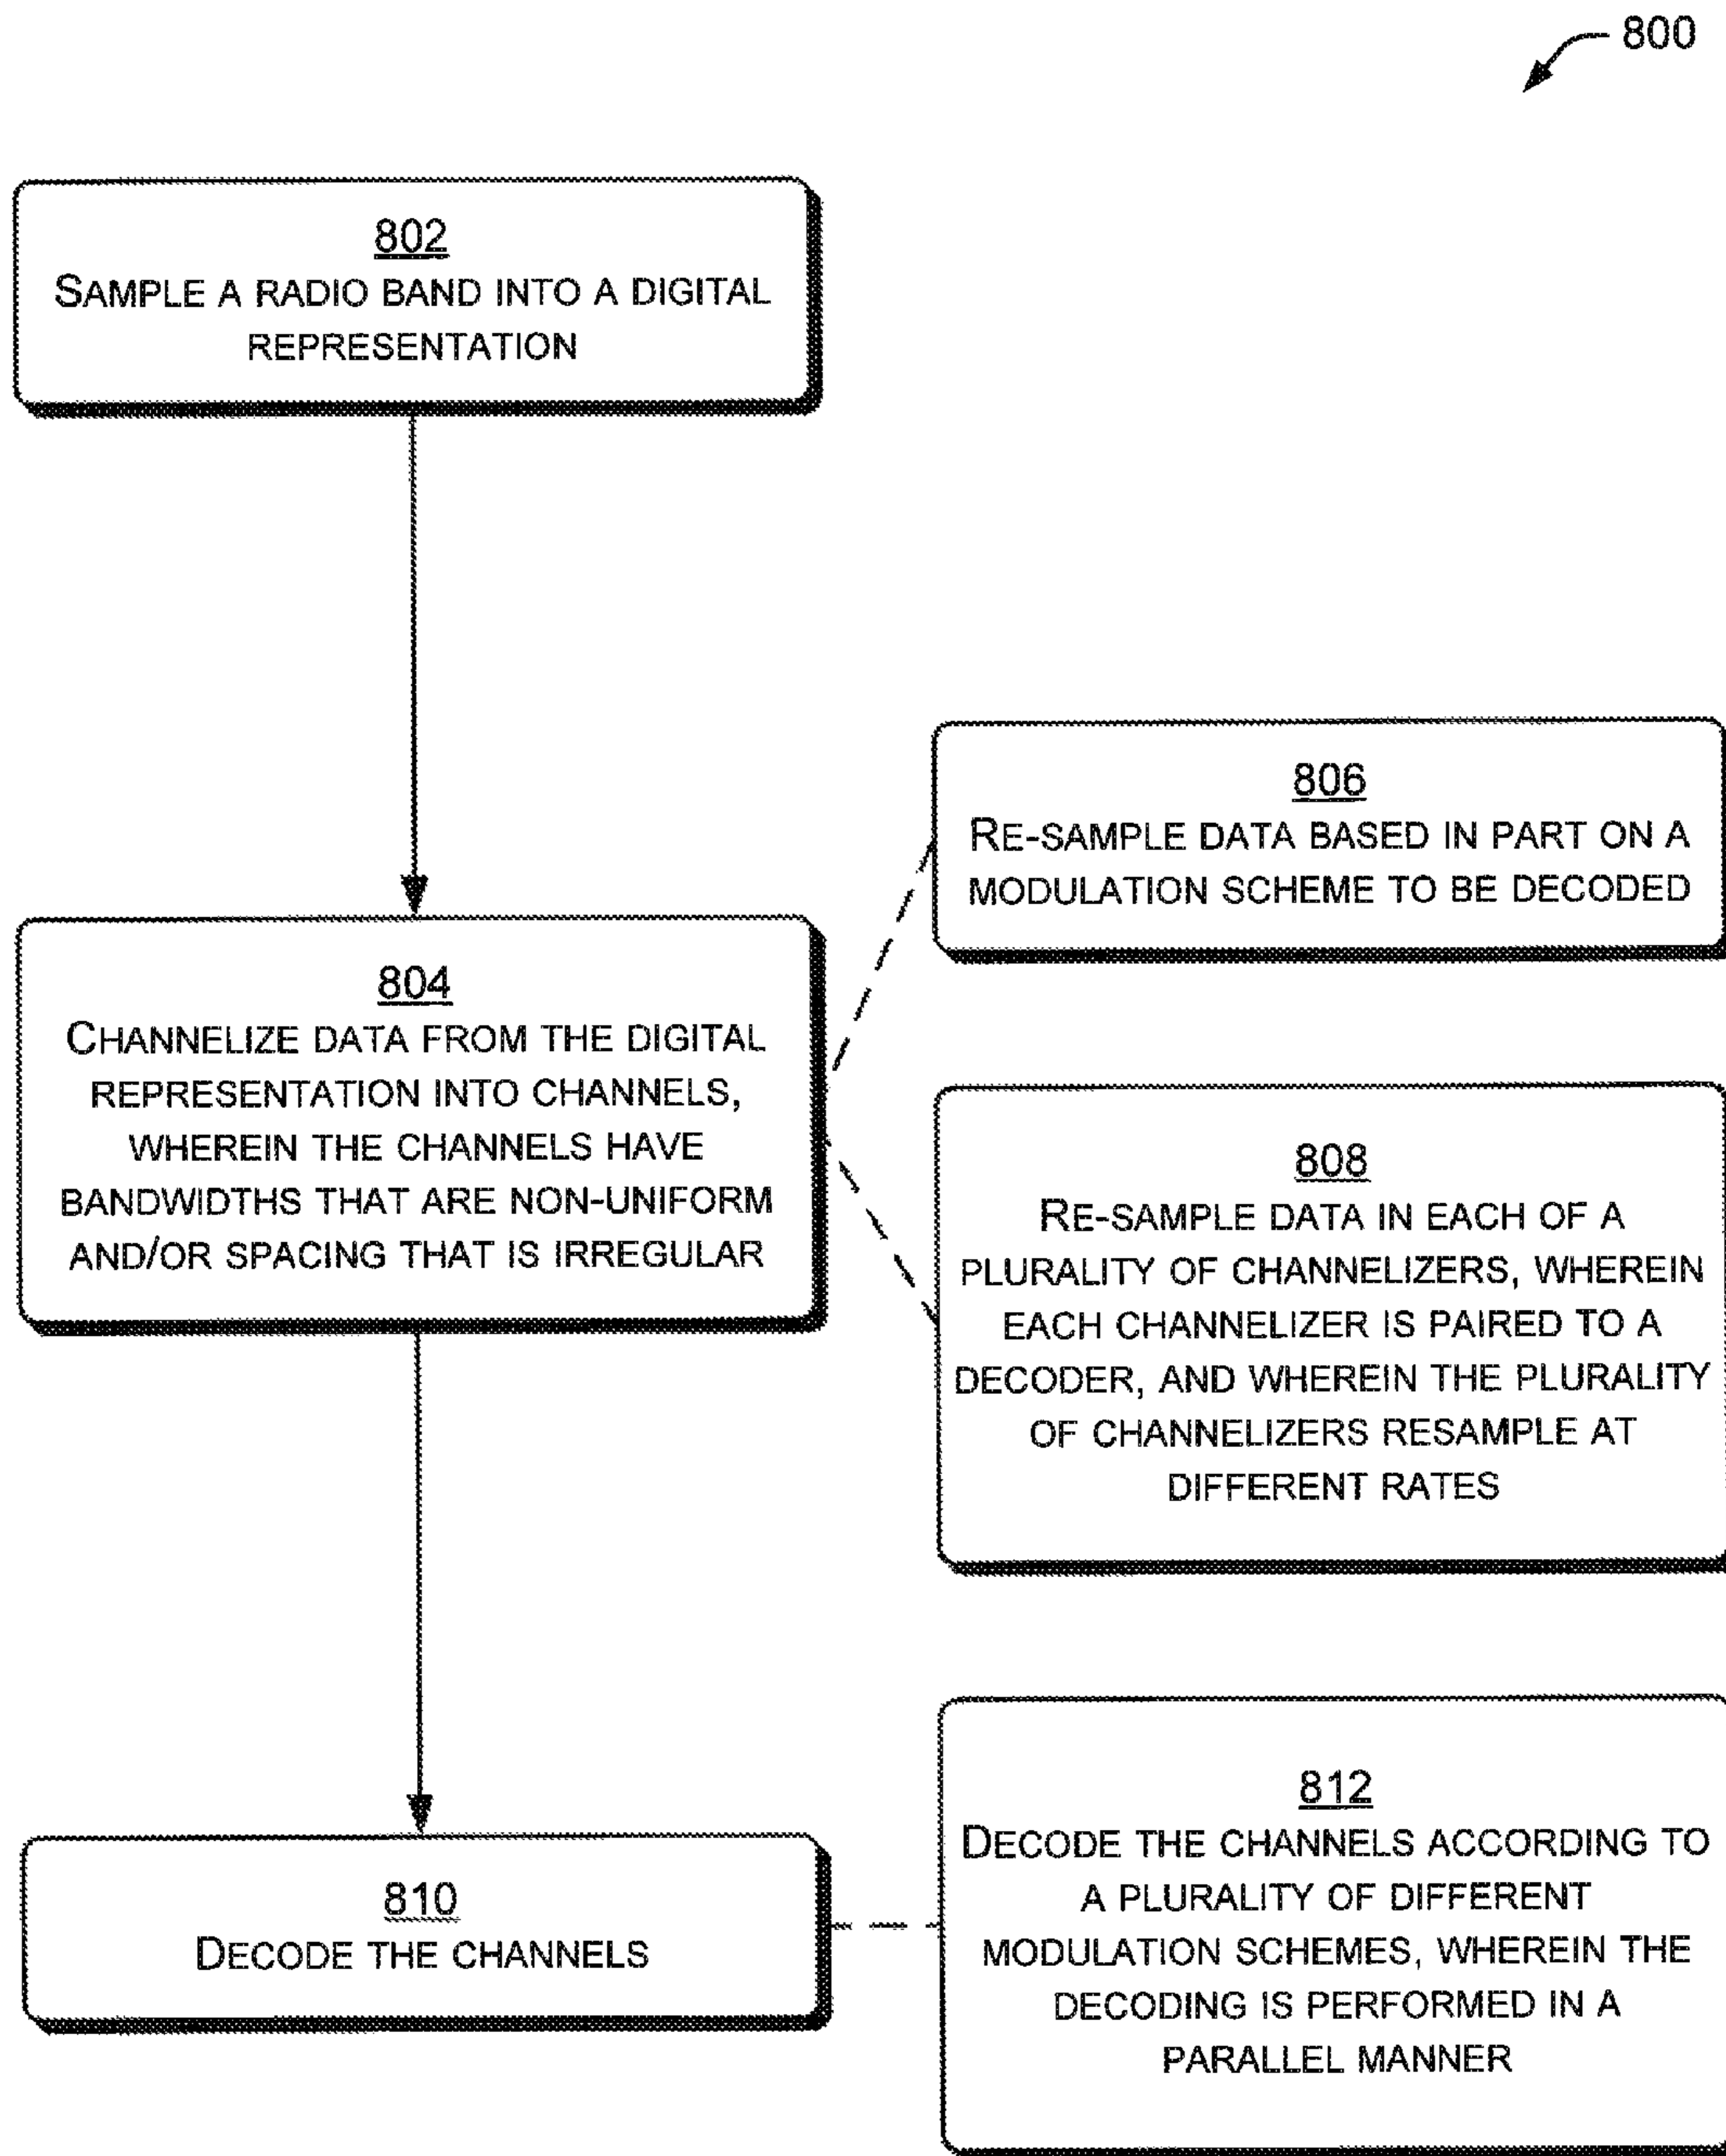 800
802
SAMPLE A RADIO BAND INTO A DIGITAL
REPRESENTATION
804
CHANNELIZE DATA FROM THE DIGITAL
REPRESENTATION INTO CHANNELS,
WHEREIN THE CHANNELS HAVE
BANDWIDTHS THAT ARE NON-UNIFORM
AND/OR SPACING THAT IS IRREGULAR
806
RE-SAMPLE DATA BASED IN PART ON A
MODULATION SCHEME TO BE DECODED
808
RE-SAMPLE DATA IN EACH OF A
PLURALITY OF CHANNELIZERS, WHEREIN
EACH CHANNELIZER IS PAIRED TO A
DECODER, AND WHEREIN THE PLURALITY
OF CHANNELIZERS RESAMPLE AT
DIFFERENT RATES
810
DECODE THE CHANNELS
812
DECODE THE CHANNELS ACCORDING TO
A PLURALITY OF DIFFERENT
MODULATION SCHEMES, WHEREIN THE
DECODING IS PERFORMED IN A
PARALLEL MANNER